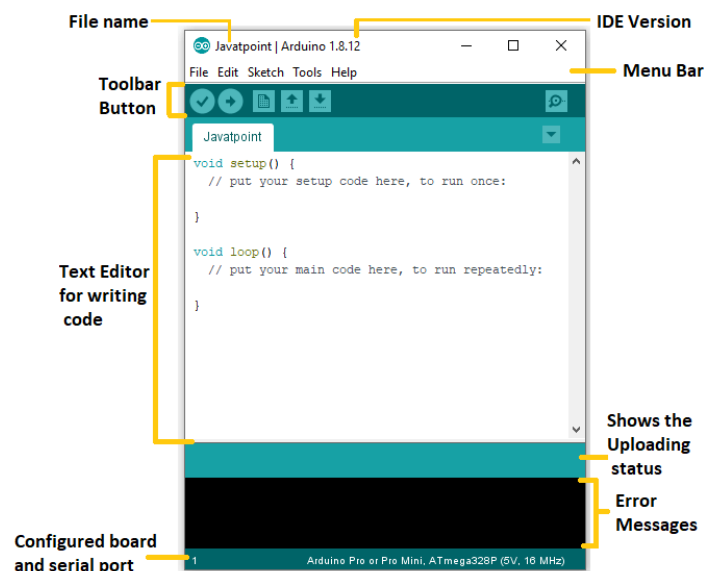 File name
IDE Version
Javatpoint | Arduino 1.8.12
File Edit Sketch Tools Help
Menu Bar
Toolbar
Button
Javatpoint
void setup() {
// put your setup code here, to run once:
}
void loop() {
// put your main code here, to run repeatedly:
}
Text Editor
for writing
code
Shows the
Uploading
status
Error
Messages
Configured board
and serial port
1
Arduino Pro or Pro Mini, ATmega328P (5V, 16 MHz)